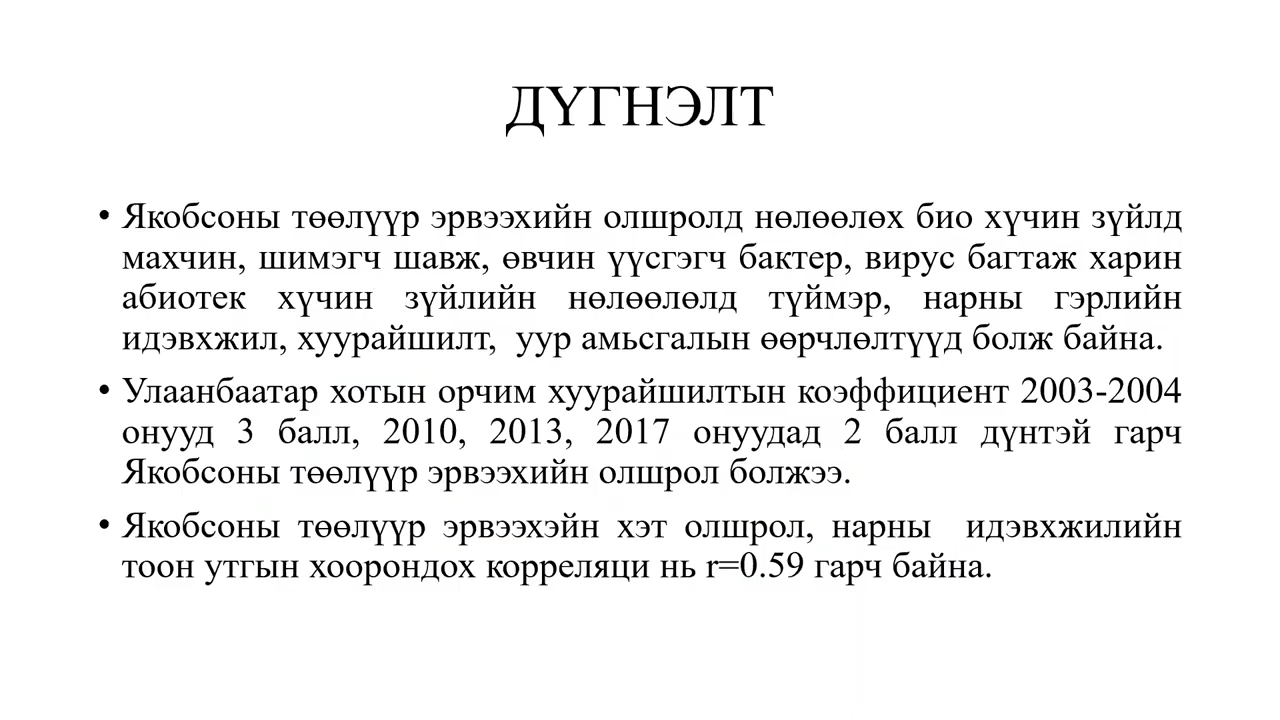 ДҮГНЭЛТ
• Якобсоны төөлүүр эрвээхийн олшролд нөлөөлөх био хүчин зүйлд
махчин, шимэгч шавж, өвчин үүсгэгч бактер, вирус багтаж харин
абиотек хүчин зүйлийн нөлөөлөлд түймэр, нарны гэрлийн
идэвхжил, хуурайшилт, уур амьсгалын өөрчлөлтүүд болж байна.
• Улаанбаатар хотын орчим хуурайшилтын коэффициент 2003-2004
онууд 3 балл, 2010, 2013, 2017 онуудад 2 балл дүнтэй гарч
Якобсоны төөлүүр эрвээхийн олшрол болжээ.
• Якобсоны төөлүүр эрвээхэйн хэт олшрол, нарны идэвхжилийн
тоон утгын хоорондох корреляци нь r=0.59 гарч байна.